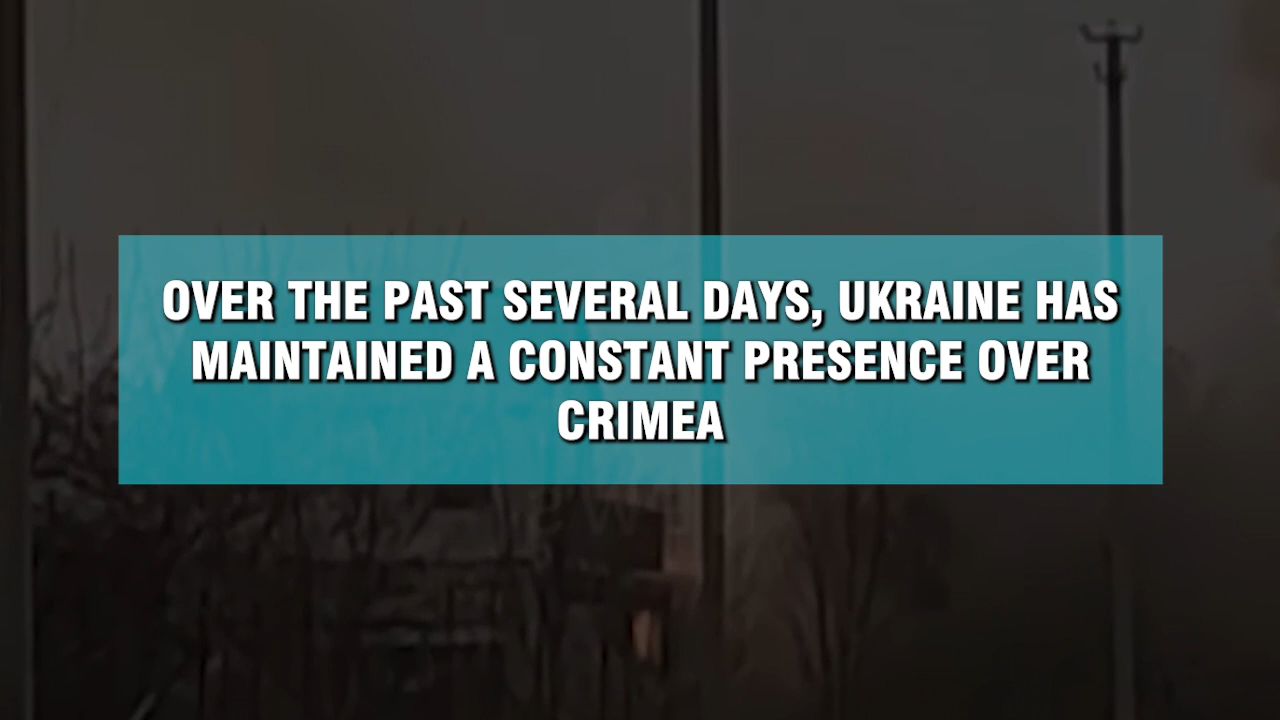 OVER THE PAST SEVERAL DAYS, UKRAINE HAS
MAINTAINED A CONSTANT PRESENCE OVER
CRIMEA